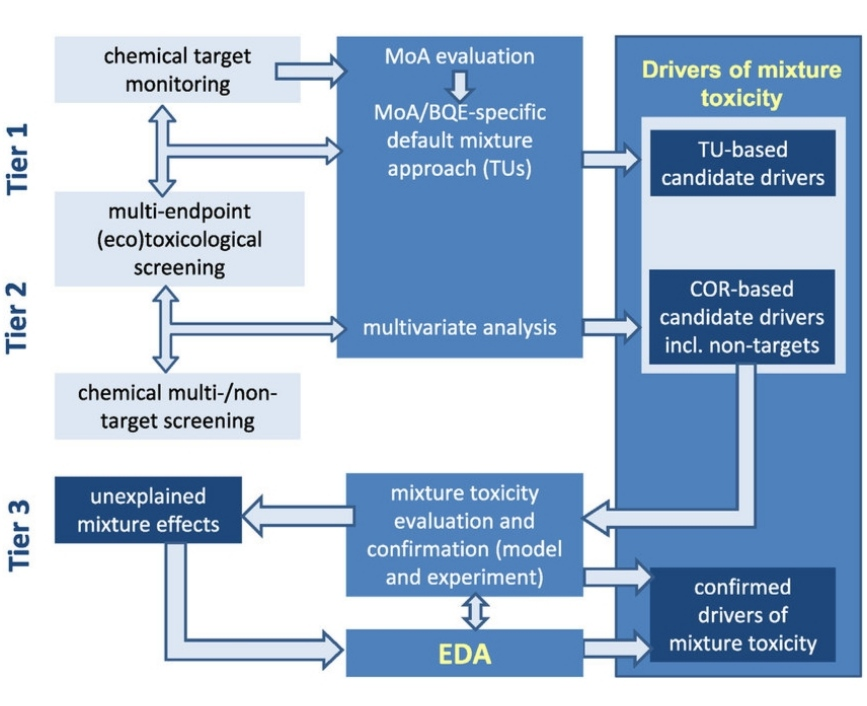 Tier 1
chemical target
monitoring
MoA evaluation
MoA/BQE-specific
default mixture
approach (TUs)
Drivers of mixture
toxicity
TU-based
candidate drivers
multi-endpoint
(eco)toxicological
screening
Tier 2
multivariate analysis
COR-based
candidate drivers
incl. non-targets
chemical multi-/non-
target screening
Tier 3
unexplained
mixture effects
mixture toxicity
evaluation and
confirmation (model
and experiment)
EDA
confirmed
drivers of
mixture toxicity